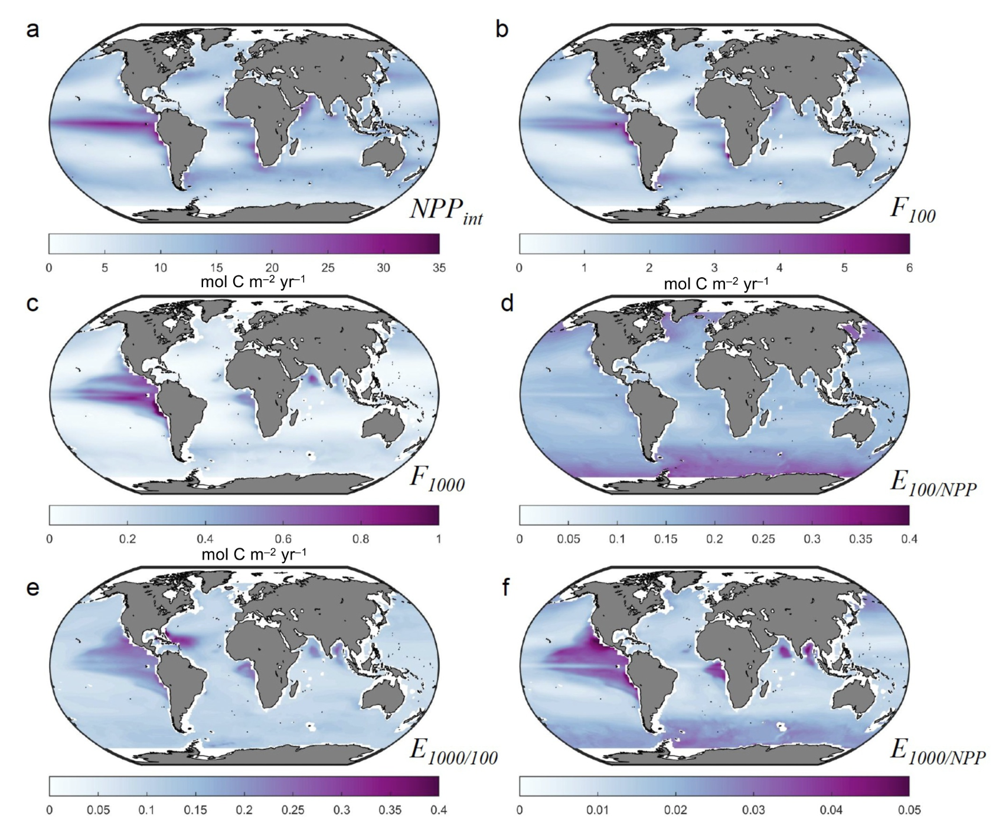 a
b
NPPint
F100
0 5 10 15 20 25 30 35
0 1 2 3 4 5 6
mol C m–2 yr–1
mol C m–2 yr–1
c
d
F1000
E100/NPP
0 0.2 0.4 0.6 0.8 1
0 0.05 0.1 0.15 0.2 0.25 0.3 0.35 0.4
mol C m–2 yr–1
e
f
E1000/100
E1000/NPP
0 0.05 0.1 0.15 0.2 0.25 0.3 0.35 0.4
0 0.01 0.02 0.03 0.04 0.05